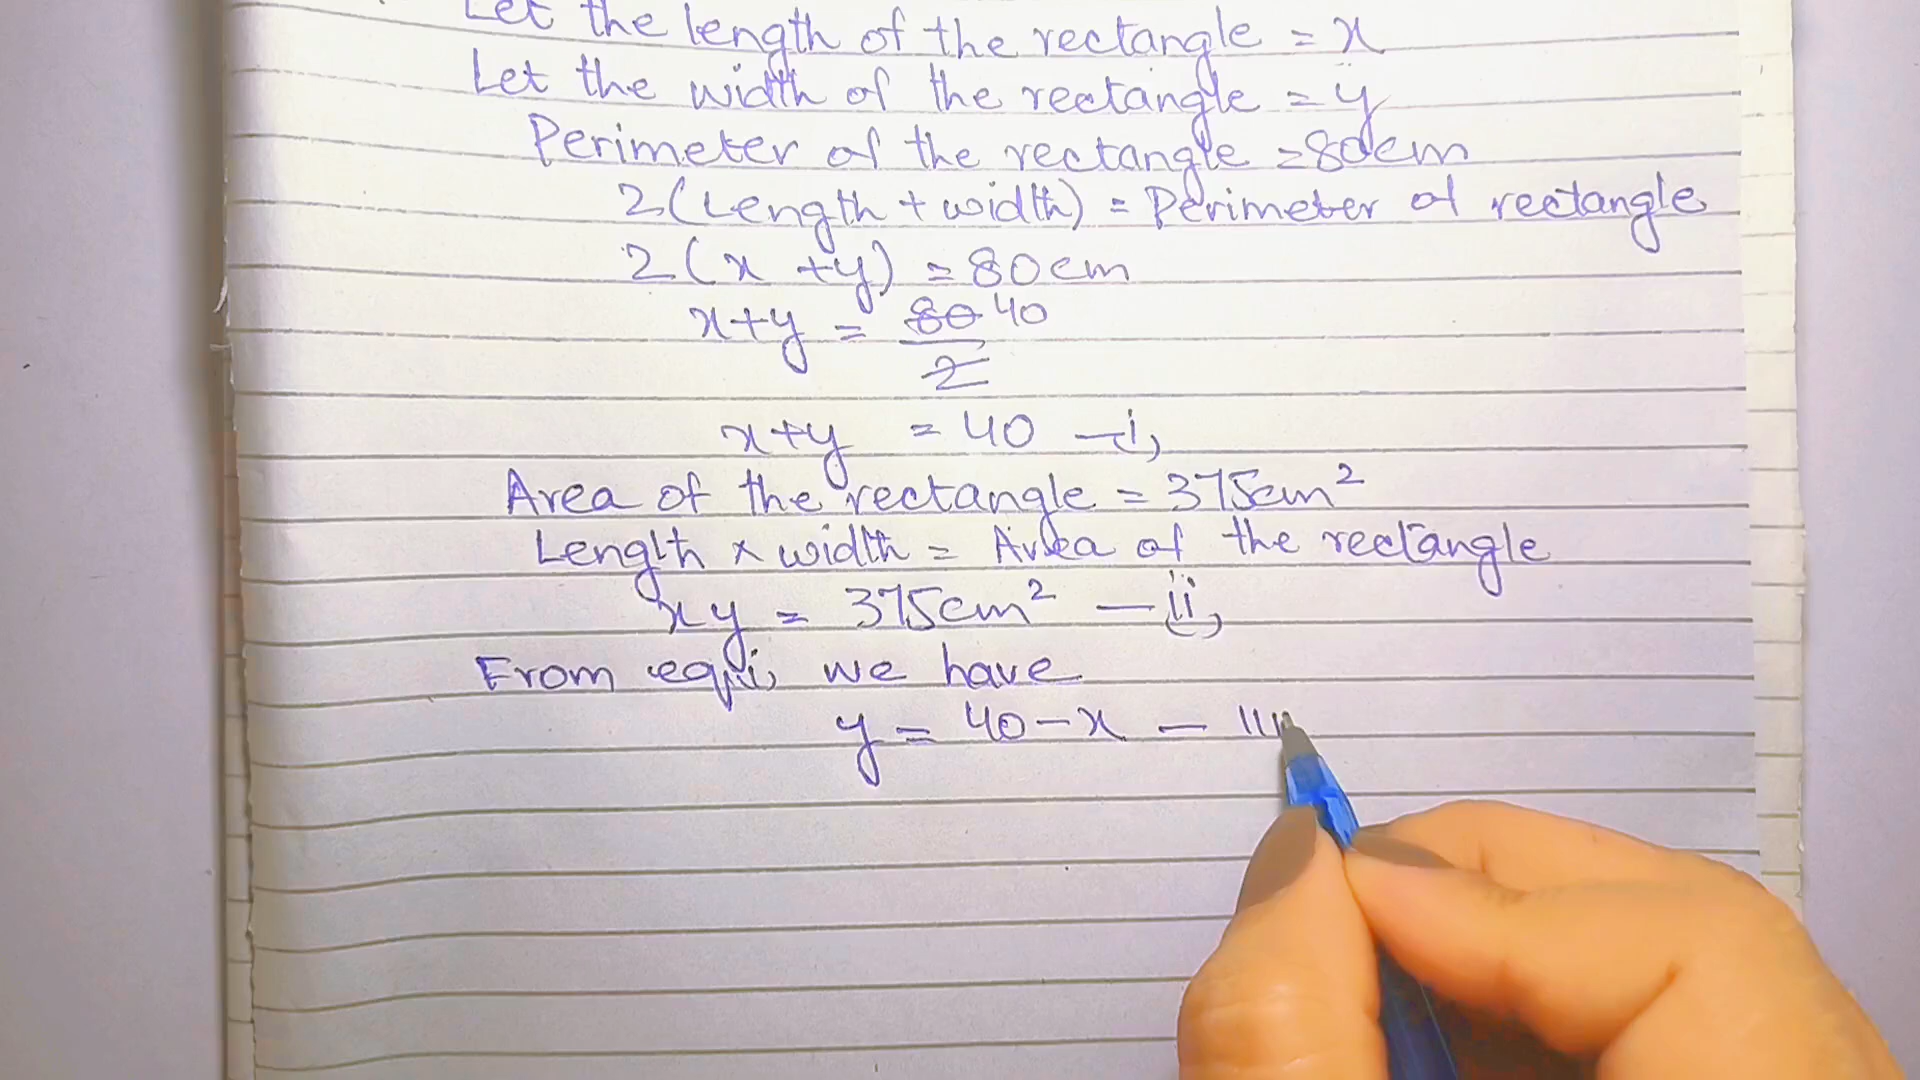 Let the length of the rectangle = x
Let the width of the rectangle = y
Perimeter of the rectangle = 80cm
2(Length + width) = Perimeter of rectangle
2(x + y) = 80cm
x+y = 80 40
2
x+y = 40 — i,
Area of the rectangle = 375cm²
Length × width = Area of the rectangle
xy = 375cm² — ii,
From eq i, we have
y = 40 - x — iii